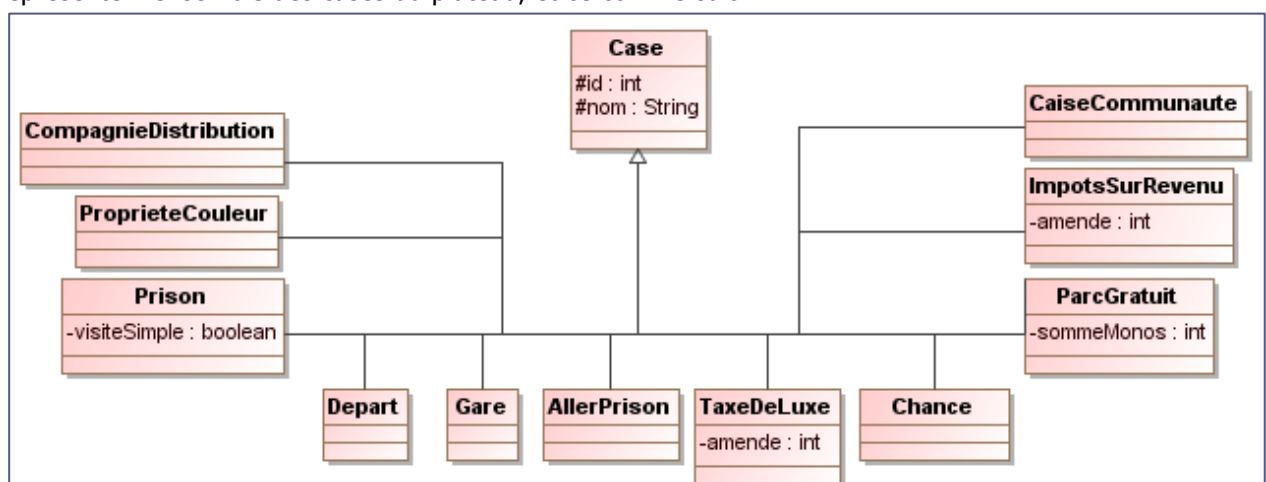 Case
#id : int
#nom : String
CompagnieDistribution
CaiseCommunaute
ProprieteCouleur
ImpotsSurRevenu
-amende : int
Prison
-visiteSimple : boolean
ParcGratuit
-sommeMonos : int
Depart
Gare
AllerPrison
TaxeDeLuxe
-amende : int
Chance